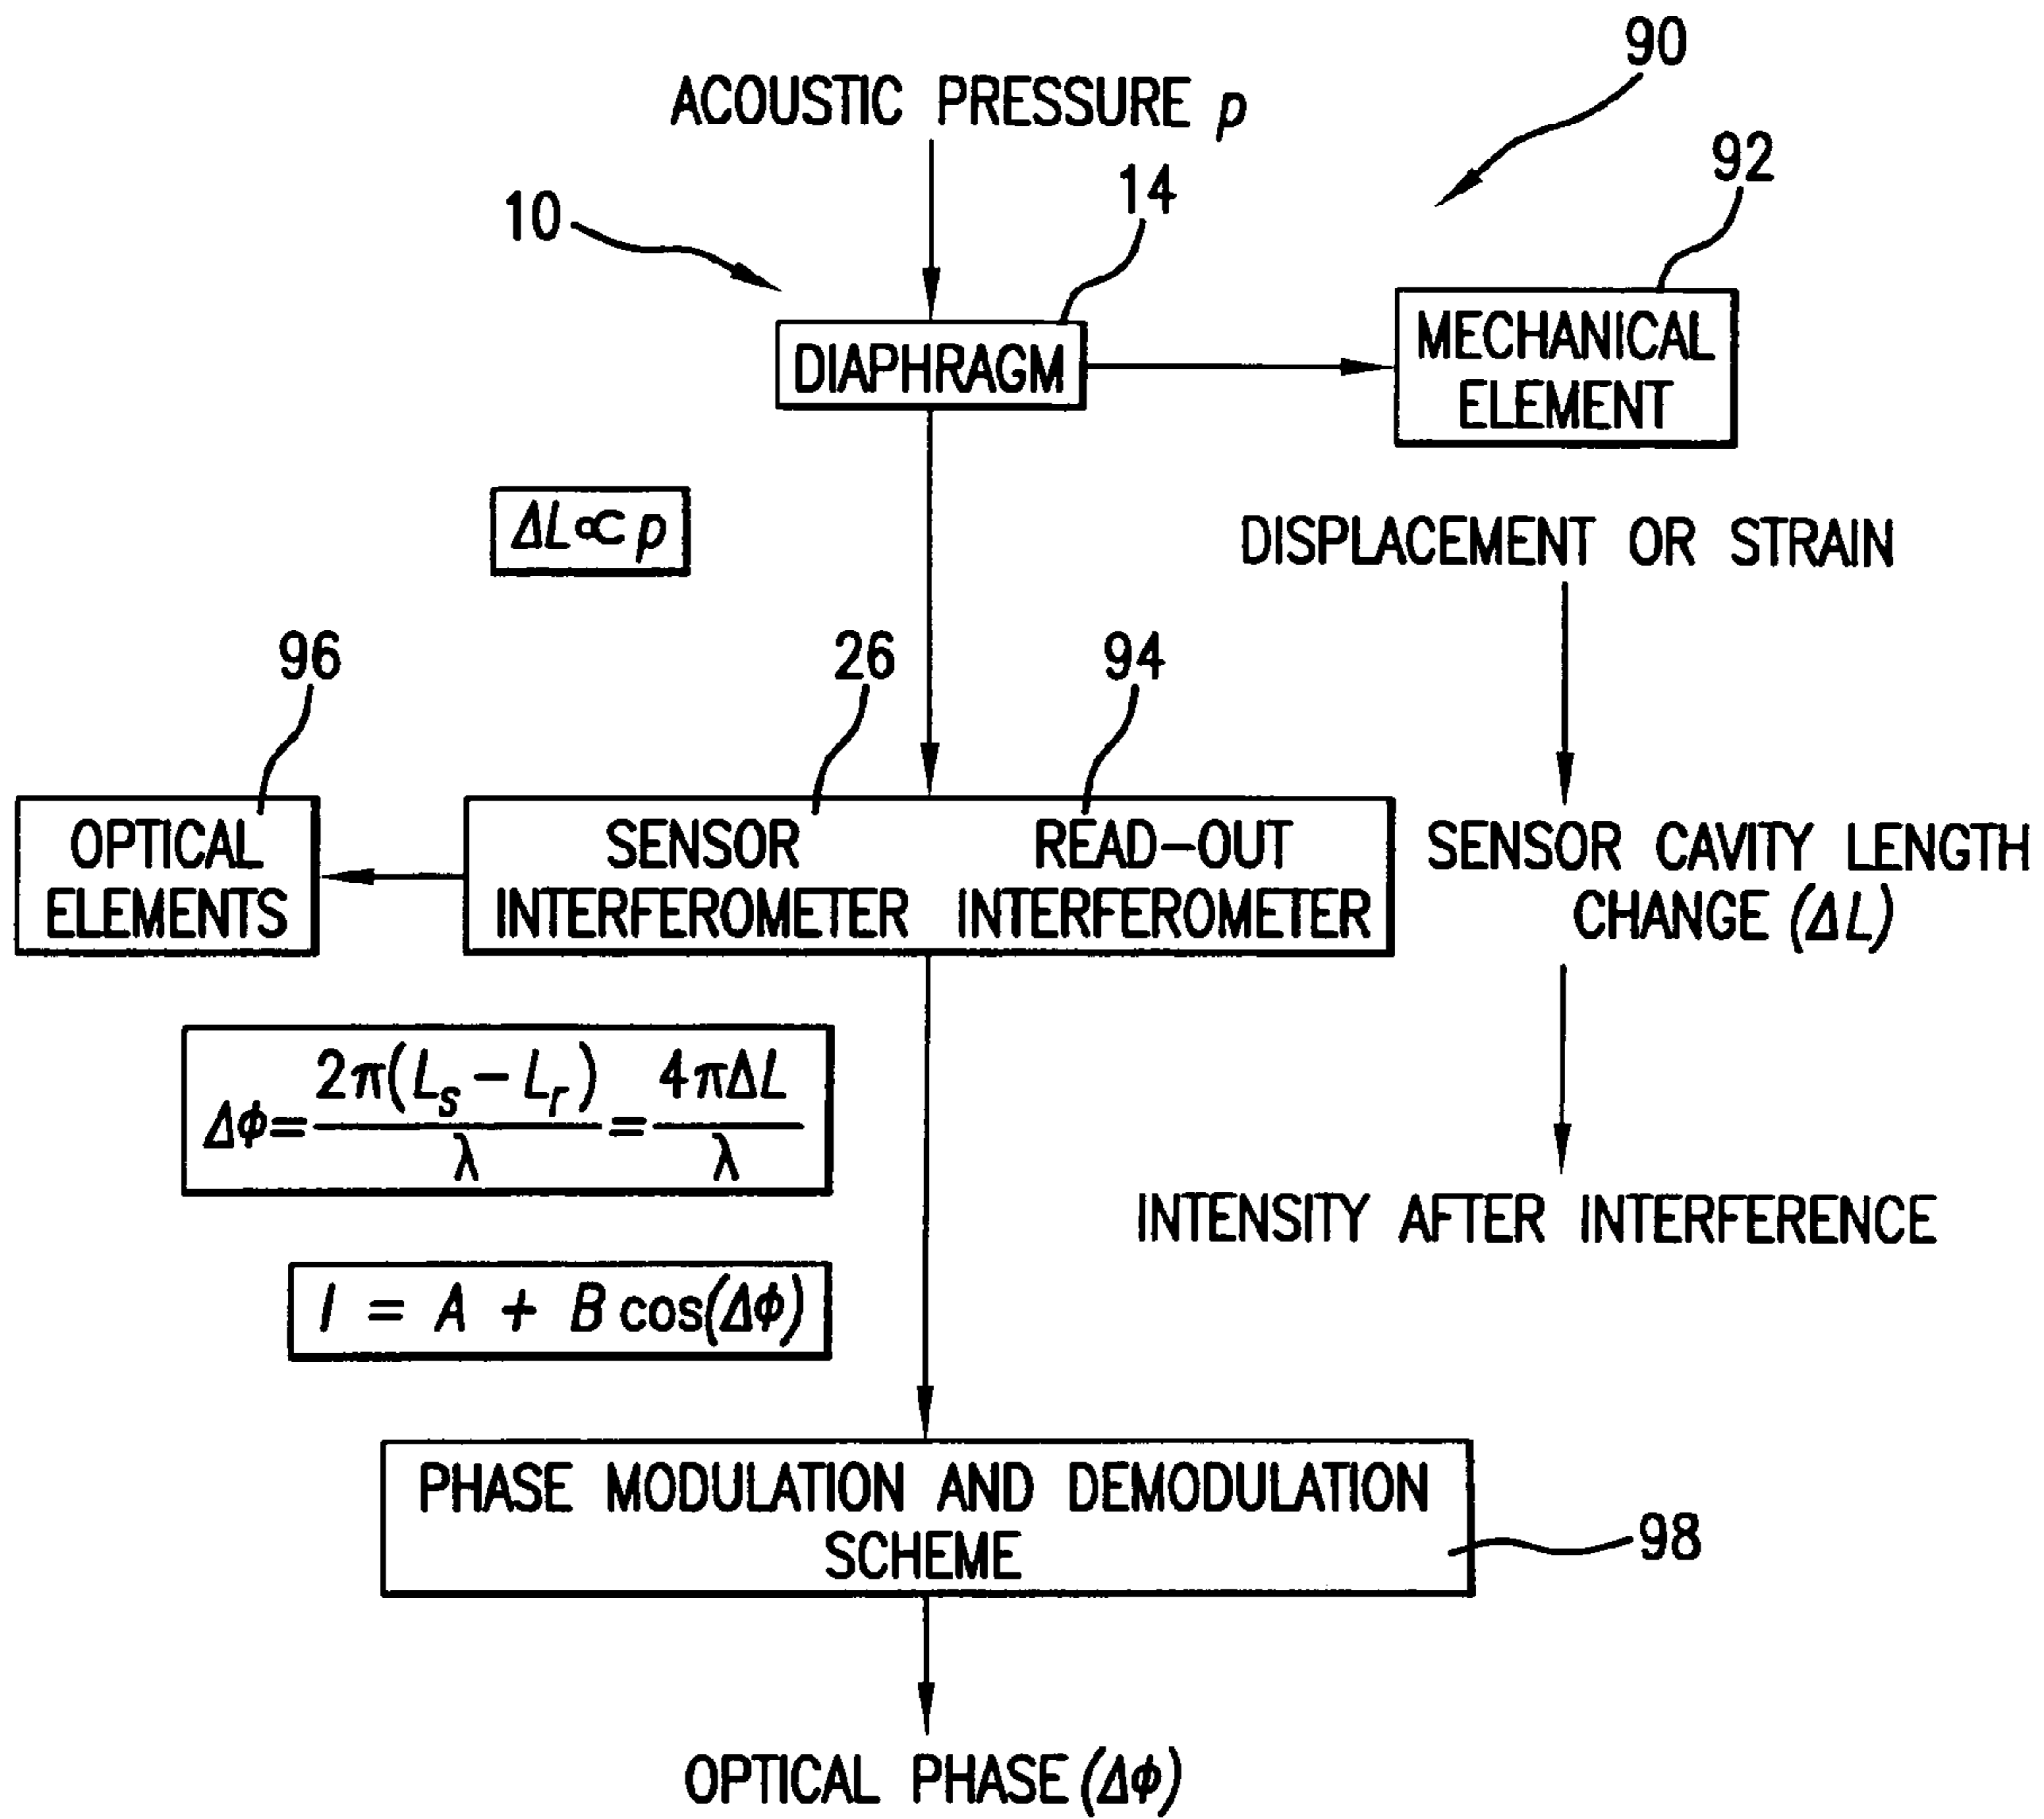 90
ACOUSTIC PRESSURE p
92
14
10
DIAPHRAGM
MECHANICAL
ELEMENT
ΔL∝p
DISPLACEMENT OR STRAIN
96
26
94
OPTICAL
ELEMENTS
SENSOR
INTERFEROMETER
READ-OUT
INTERFEROMETER
SENSOR CAVITY LENGTH
CHANGE (ΔL)
Δϕ=2π(Ls-Lr)/λ=4πΔL/λ
INTENSITY AFTER INTERFERENCE
I = A + B cos(Δϕ)
PHASE MODULATION AND DEMODULATION
SCHEME
98
OPTICAL PHASE (Δϕ)